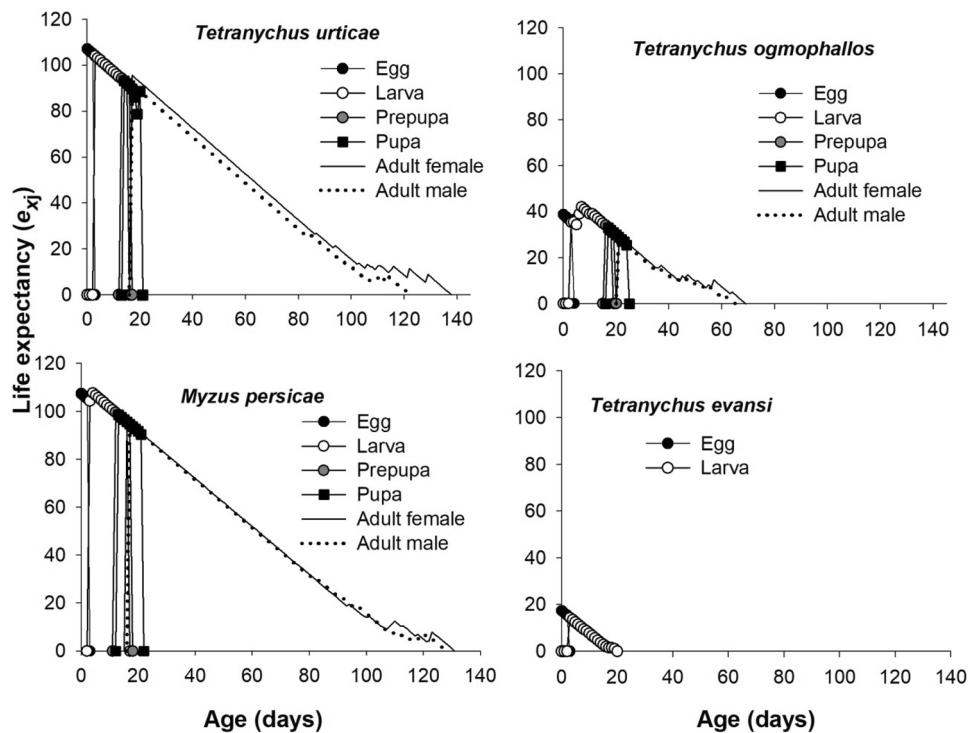 Tetranychus urticae
Egg
Larva
Prepupa
Pupa
Adult female
Adult male
120
100
80
60
40
20
0
0 20 40 60 80 100 120 140
Tetranychus ogmophallos
Egg
Larva
Prepupa
Pupa
Adult female
Adult male
120
100
80
60
40
20
0
0 20 40 60 80 100 120 140
Life expectancy (exj)
Myzus persicae
Egg
Larva
Prepupa
Pupa
Adult female
Adult male
120
100
80
60
40
20
0
0 20 40 60 80 100 120 140
Age (days)
Tetranychus evansi
Egg
Larva
120
100
80
60
40
20
0
0 20 40 60 80 100 120 140
Age (days)